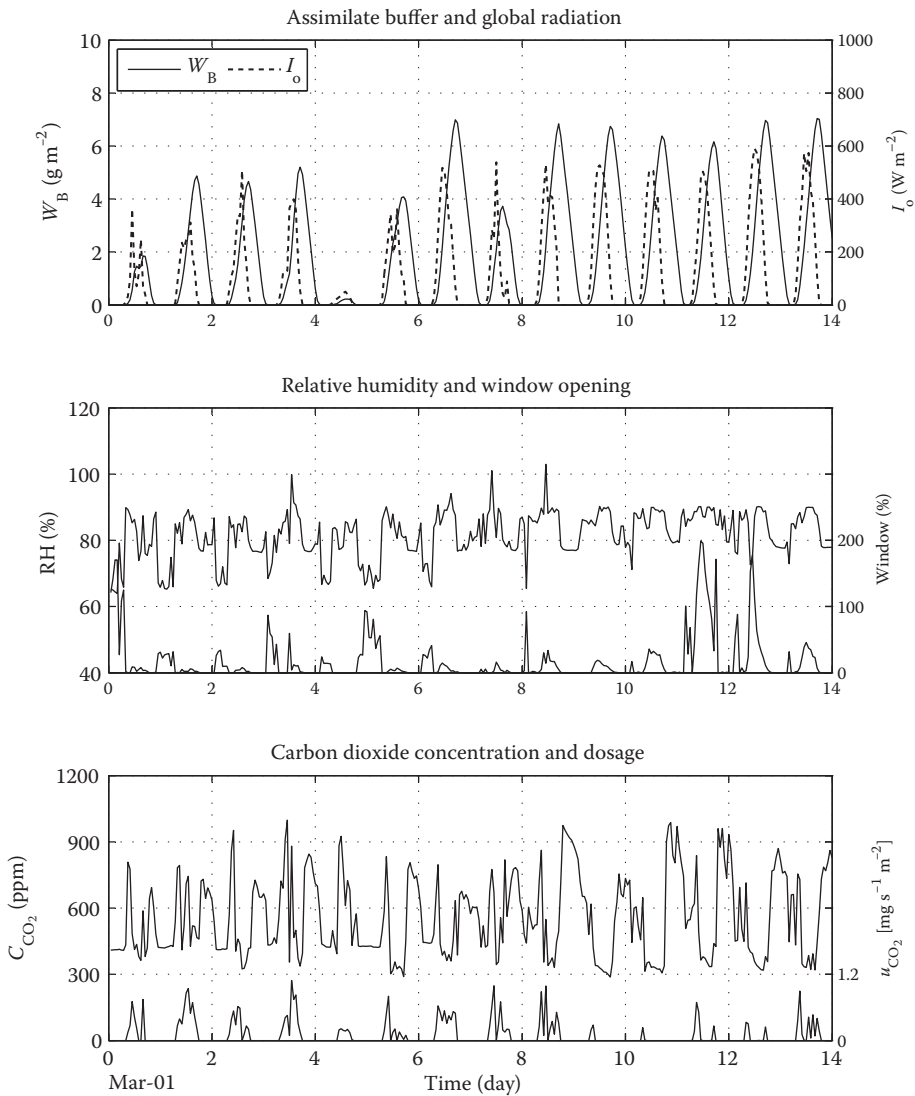 Assimilate buffer and global radiation
10
8
6
4
2
0
W_B (g m⁻²)
W_B I_o
1000
800
600
400
200
0
I_o (W m⁻²)
0 2 4 6 8 10 12 14
Relative humidity and window opening
120
100
80
60
40
RH (%)
200
100
0
Window (%)
0 2 4 6 8 10 12 14
Carbon dioxide concentration and dosage
1200
900
600
300
0
C_CO₂ (ppm)
1.2
0
u_CO₂ [mg s⁻¹ m⁻²]
0 2 4 6 8 10 12 14
Mar-01
Time (day)